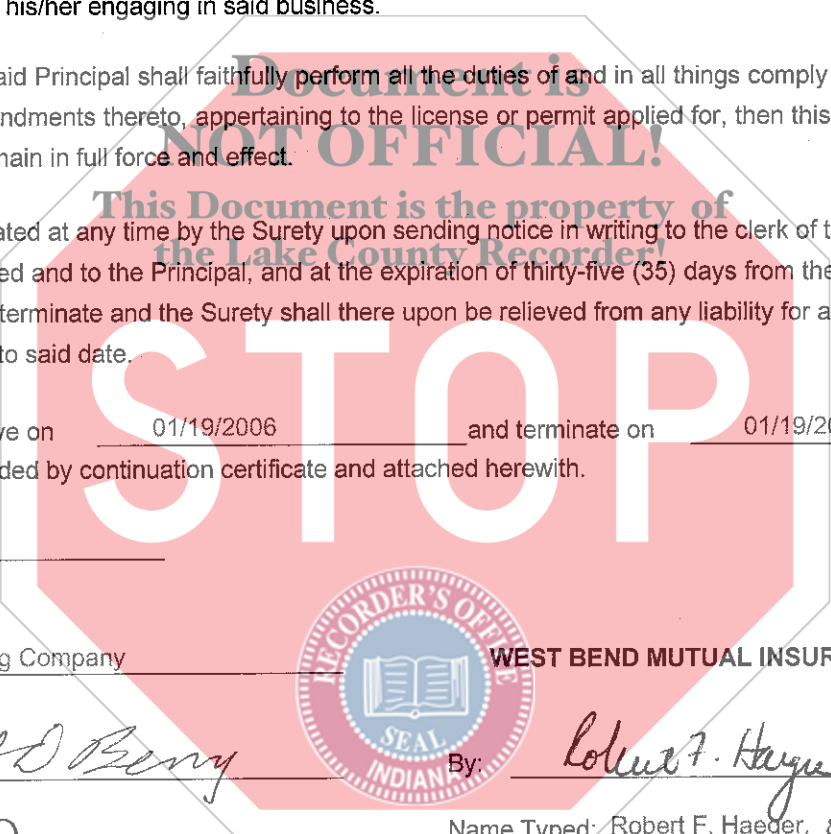 his/her engaging in said business.
aid Principal shall faithfully perform all the duties of and in all things comply
Document is
ndments thereto, appertaining to the license or permit applied for, then this
NOT OFFICIAL!
nain in full force and effect.
This Document is the property of
ated at any time by the Surety upon sending notice in writing to the clerk of t
the Lake County Recorder!
ed and to the Principal, and at the expiration of thirty-five (35) days from the
terminate and the Surety shall there upon be relieved from any liability for a
to said date.
STOP
ve on 01/19/2006 and terminate on 01/19/20
ded by continuation certificate and attached herewith.
RECORDER'S OFFICE
SEAL
INDIANA
g Company WEST BEND MUTUAL INSUR
D Berry By: Robert F. Haeger
Name Typed: Robert F. Haeger,